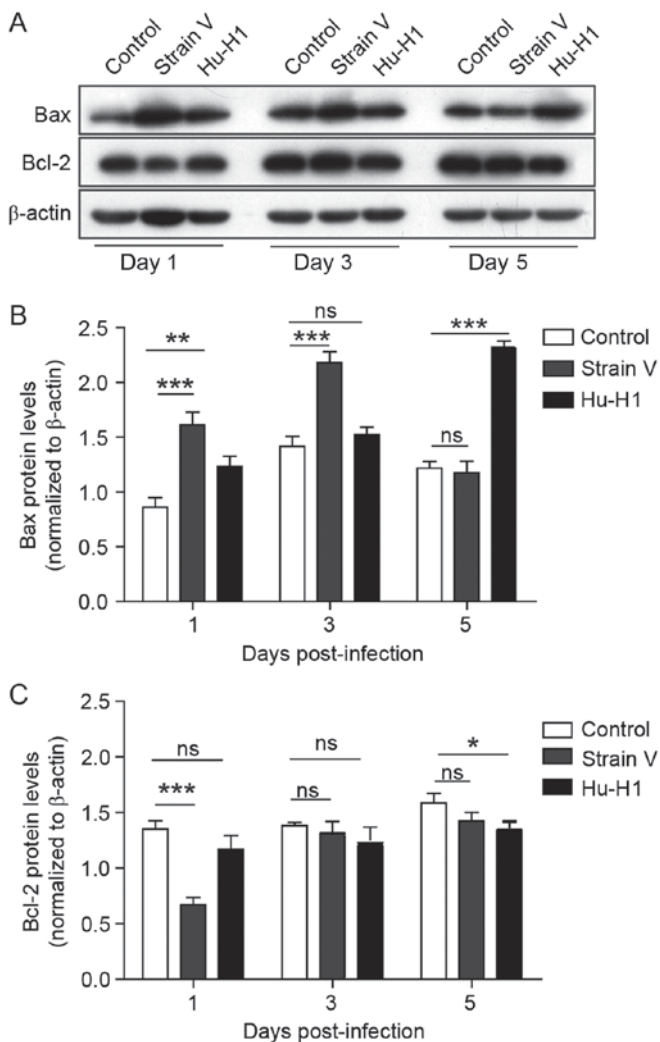 A
Control Strain V Hu-H1 Control Strain V Hu-H1 Control Strain V Hu-H1
Bax
Bcl-2
β-actin
Day 1 Day 3 Day 5
B
Bax protein levels
(normalized to β-actin)
2.5
2.0
1.5
1.0
0.5
0.0
**
***
ns
***
***
ns
Control
Strain V
Hu-H1
1 3 5
Days post-infection
C
Bcl-2 protein levels
(normalized to β-actin)
2.5
2.0
1.5
1.0
0.5
0.0
ns
***
ns
ns
*
ns
Control
Strain V
Hu-H1
1 3 5
Days post-infection